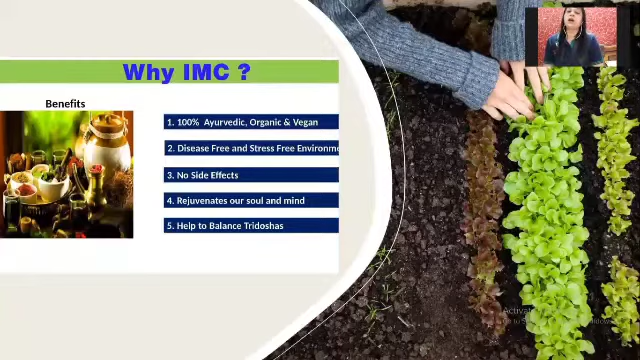 Why IMC ?
Benefits
1. 100% Ayurvedic, Organic & Vegan
2. Disease Free and Stress Free Environme
3. No Side Effects
4. Rejuvenates our soul and mind
5. Help to Balance Tridoshas
Activat